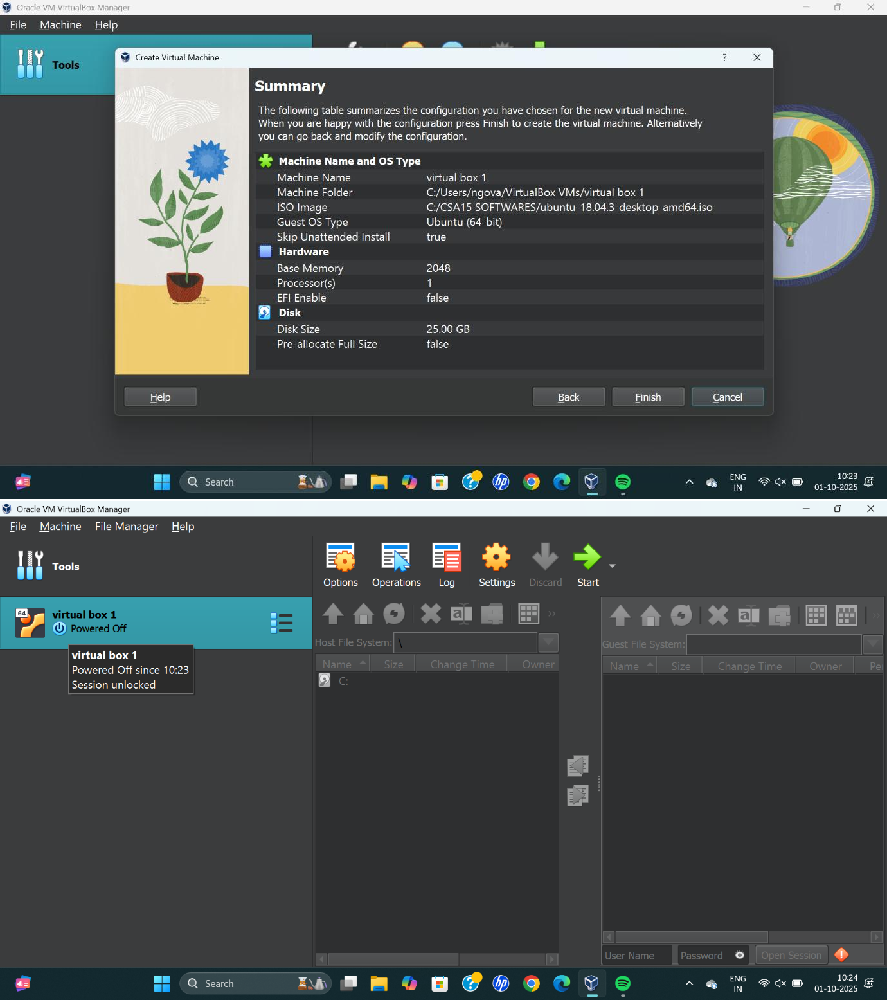 Oracle VM VirtualBox Manager
File Machine Help
Tools
Create Virtual Machine ?
Summary
The following table summarizes the configuration you have chosen for the new virtual machine.
When you are happy with the configuration press Finish to create the virtual machine. Alternatively
you can go back and modify the configuration.
Machine Name and OS Type
Machine Name virtual box 1
Machine Folder C:/Users/ngova/VirtualBox VMs/virtual box 1
ISO Image C:/CSA15 SOFTWARES/ubuntu-18.04.3-desktop-amd64.iso
Guest OS Type Ubuntu (64-bit)
Skip Unattended Install true
Hardware
Base Memory 2048
Processor(s) 1
EFI Enable false
Disk
Disk Size 25.00 GB
Pre-allocate Full Size false
Help Back Finish Cancel
Search hp ENG IN 10:23 01-10-2025
Oracle VM VirtualBox Manager
File Machine File Manager Help
Tools
Options Operations Log Settings Discard Start
64 virtual box 1
Powered Off
virtual box 1
Powered Off since 10:23
Session unlocked
Host File System: \
Name Size Change Time Owner
C:
Guest File System:
Name Size Change Time Owner Pe
User Name Password Open Session
Search hp ENG IN 10:24 01-10-2025